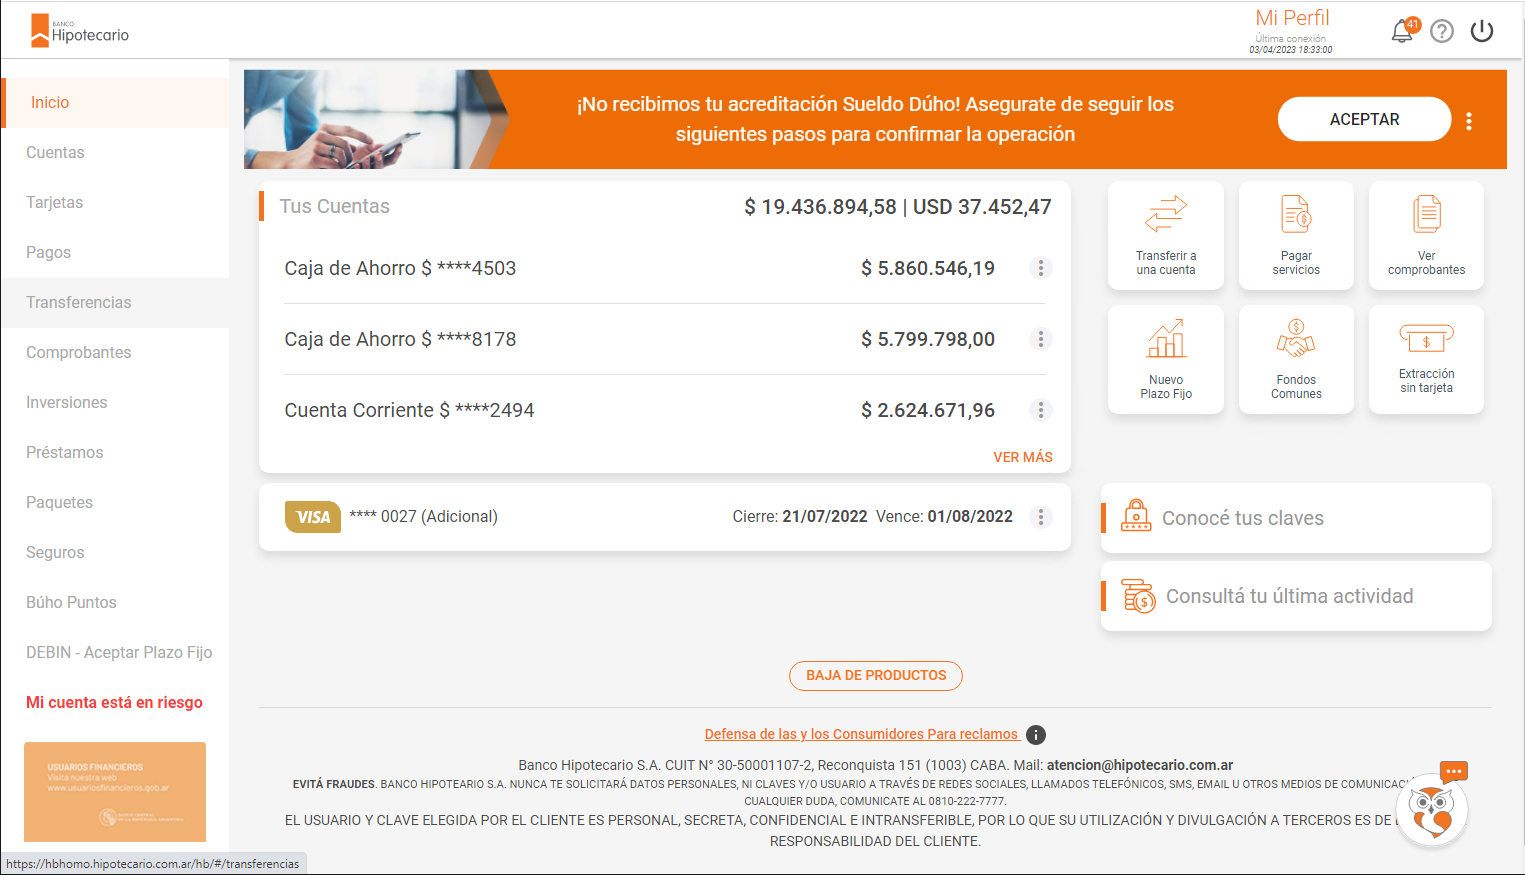 BANCO
Hipotecario
Mi Perfil
Última conexión
03/04/2023 18:33:00
41
?
Inicio
Cuentas
Tarjetas
Pagos
Transferencias
Comprobantes
Inversiones
Préstamos
Paquetes
Seguros
Búho Puntos
DEBIN - Aceptar Plazo Fijo
Mi cuenta está en riesgo
USUARIOS FINANCIEROS
Visita nuestra web
www.usuariosfinancieros.gob.ar
BANCO CENTRAL
DE LA REPÚBLICA ARGENTINA
https://hbhomo.hipotecario.com.ar/hb/#/transferencias
¡No recibimos tu acreditación Sueldo Dúho! Asegurate de seguir los
siguientes pasos para confirmar la operación
ACEPTAR
Tus Cuentas
$ 19.436.894,58 | USD 37.452,47
Caja de Ahorro $ ****4503
$ 5.860.546,19
Caja de Ahorro $ ****8178
$ 5.799.798,00
Cuenta Corriente $ ****2494
$ 2.624.671,96
VER MÁS
VISA
**** 0027 (Adicional)
Cierre: 21/07/2022 Vence: 01/08/2022
Transferir a
una cuenta
Pagar
servicios
Ver
comprobantes
Nuevo
Plazo Fijo
Fondos
Comunes
Extracción
sin tarjeta
Conocé tus claves
Consultá tu última actividad
BAJA DE PRODUCTOS
Defensa de las y los Consumidores Para reclamos
Banco Hipotecario S.A. CUIT N° 30-50001107-2, Reconquista 151 (1003) CABA. Mail: atencion@hipotecario.com.ar
EVITÁ FRAUDES. BANCO HIPOTEARIO S.A. NUNCA TE SOLICITARÁ DATOS PERSONALES, NI CLAVES Y/O USUARIO A TRAVÉS DE REDES SOCIALES, LLAMADOS TELEFÓNICOS, SMS, EMAIL U OTROS MEDIOS DE COMUNICACI
CUALQUIER DUDA, COMUNICATE AL 0810-222-7777.
EL USUARIO Y CLAVE ELEGIDA POR EL CLIENTE ES PERSONAL, SECRETA, CONFIDENCIAL E INTRANSFERIBLE, POR LO QUE SU UTILIZACIÓN Y DIVULGACIÓN A TERCEROS ES DE
RESPONSABILIDAD DEL CLIENTE.